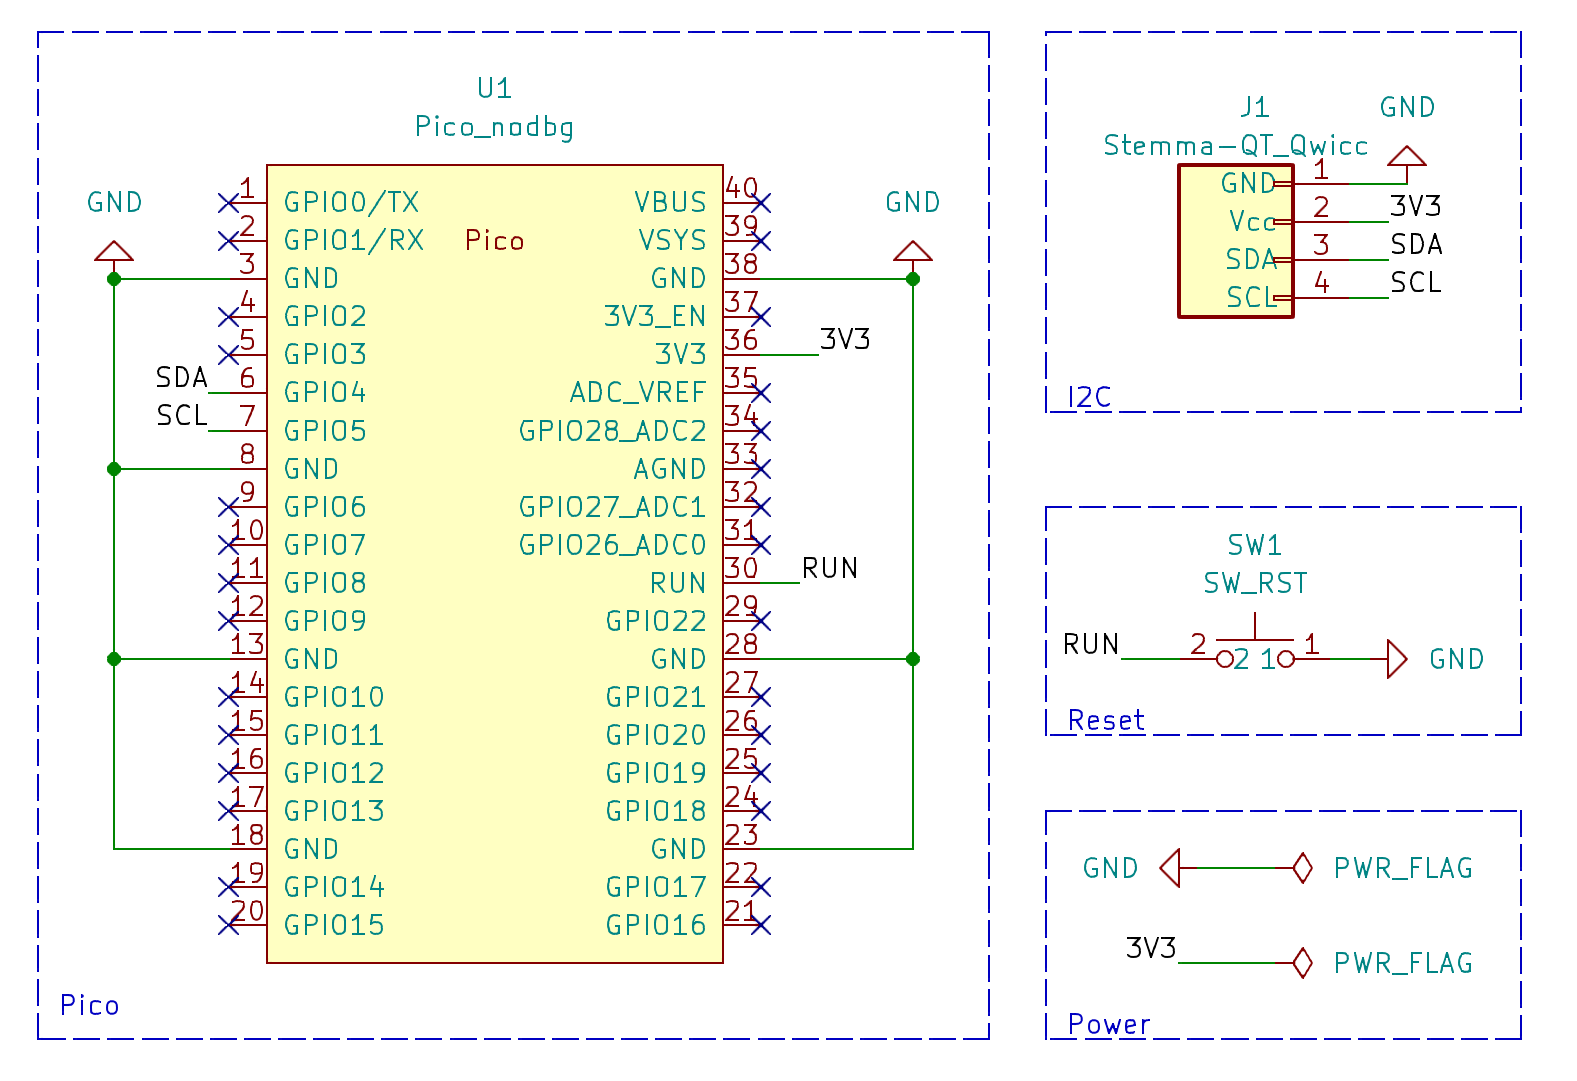 U1
Pico_nodbg
GND
GND
Pico
1 GPIO0/TX VBUS 40
2 GPIO1/RX VSYS 39
3 GND GND 38
4 GPIO2 3V3_EN 37
5 GPIO3 3V3 36 3V3
SDA 6 GPIO4 ADC_VREF 35
SCL 7 GPIO5 GPIO28_ADC2 34
8 GND AGND 33
9 GPIO6 GPIO27_ADC1 32
10 GPIO7 GPIO26_ADC0 31
11 GPIO8 RUN 30 RUN
12 GPIO9 GPIO22 29
13 GND GND 28
14 GPIO10 GPIO21 27
15 GPIO11 GPIO20 26
16 GPIO12 GPIO19 25
17 GPIO13 GPIO18 24
18 GND GND 23
19 GPIO14 GPIO17 22
20 GPIO15 GPIO16 21
Pico
J1 GND
Stemma-QT_Qwicc
GND 1
Vcc 2 3V3
SDA 3 SDA
SCL 4 SCL
I2C
SW1
SW_RST
RUN 2 2 1 1 GND
Reset
GND PWR_FLAG
3V3 PWR_FLAG
Power